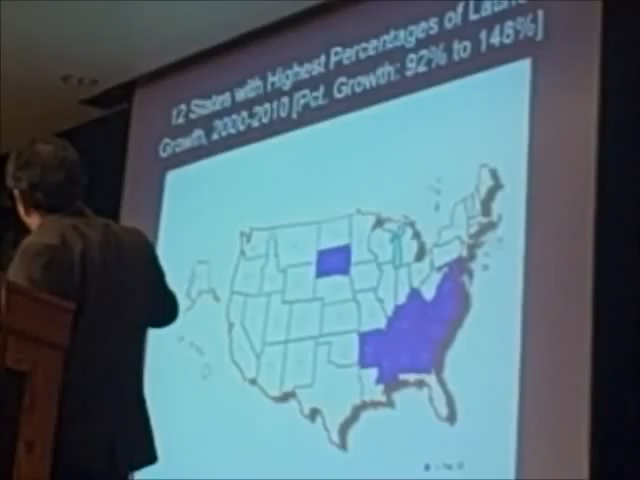 12 States with Highest Percentages of
Growth, 2000-2010 [Pct. Growth: 92% to 148%]